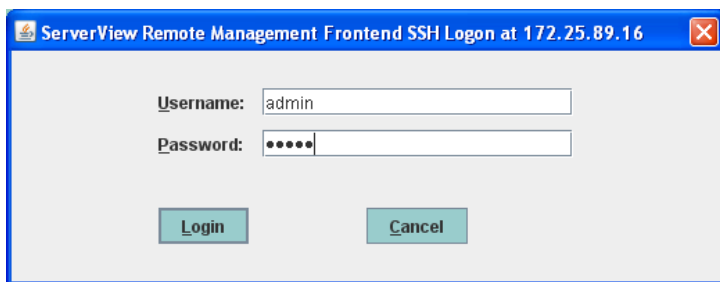 ServerView Remote Management Frontend SSH Logon at 172.25.89.16
Username: admin
Password: •••••
Login Cancel